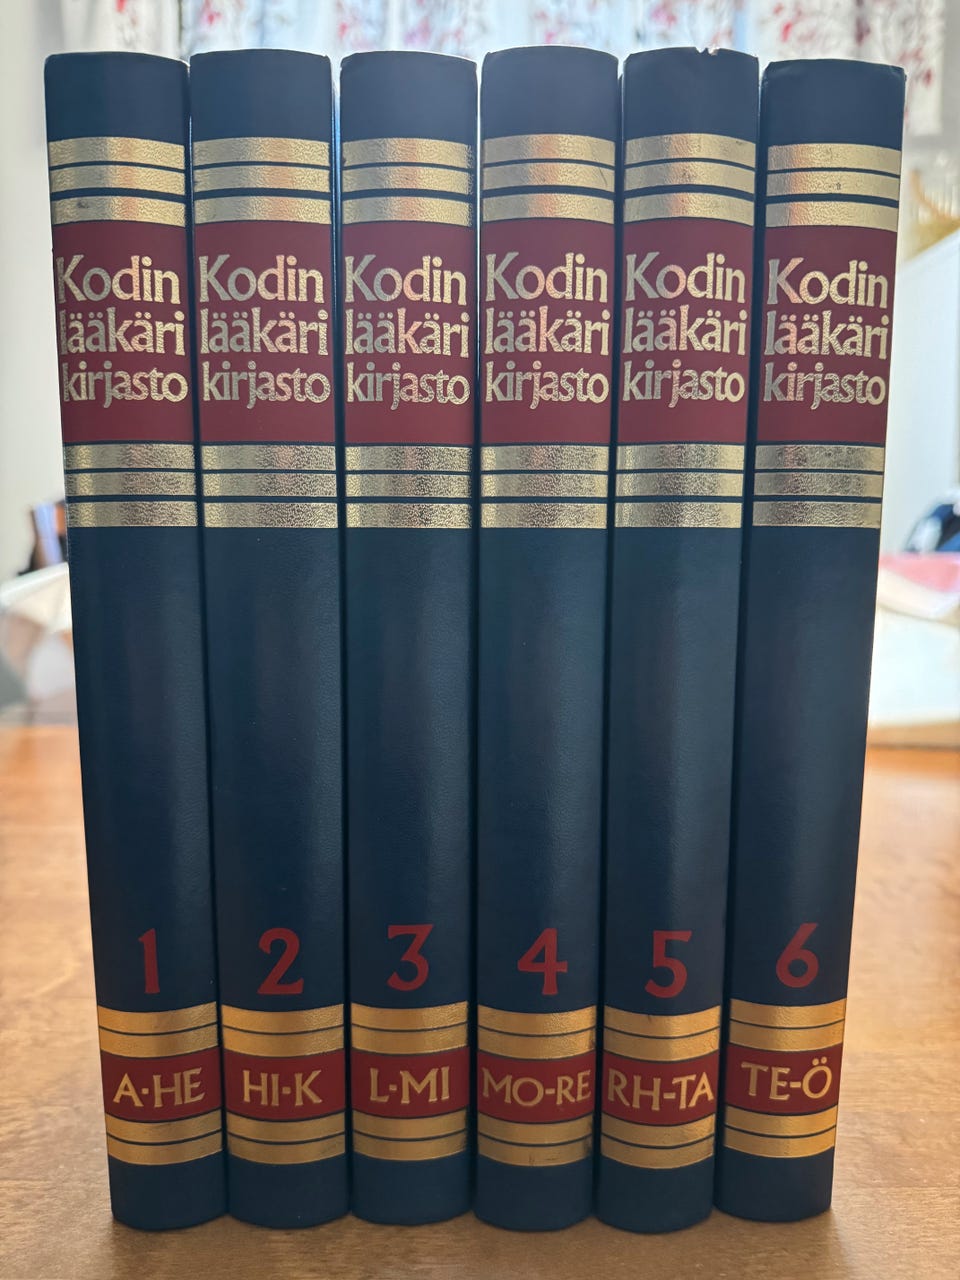 Kodin
lääkäri
kirjasto
1
A·HE
Kodin
lääkäri
kirjasto
2
HI·K
Kodin
lääkäri
kirjasto
3
L·MI
Kodin
lääkäri
kirjasto
4
MO-RE
Kodin
lääkäri
kirjasto
5
RH-TA
Kodin
lääkäri
kirjasto
6
TE-Ö